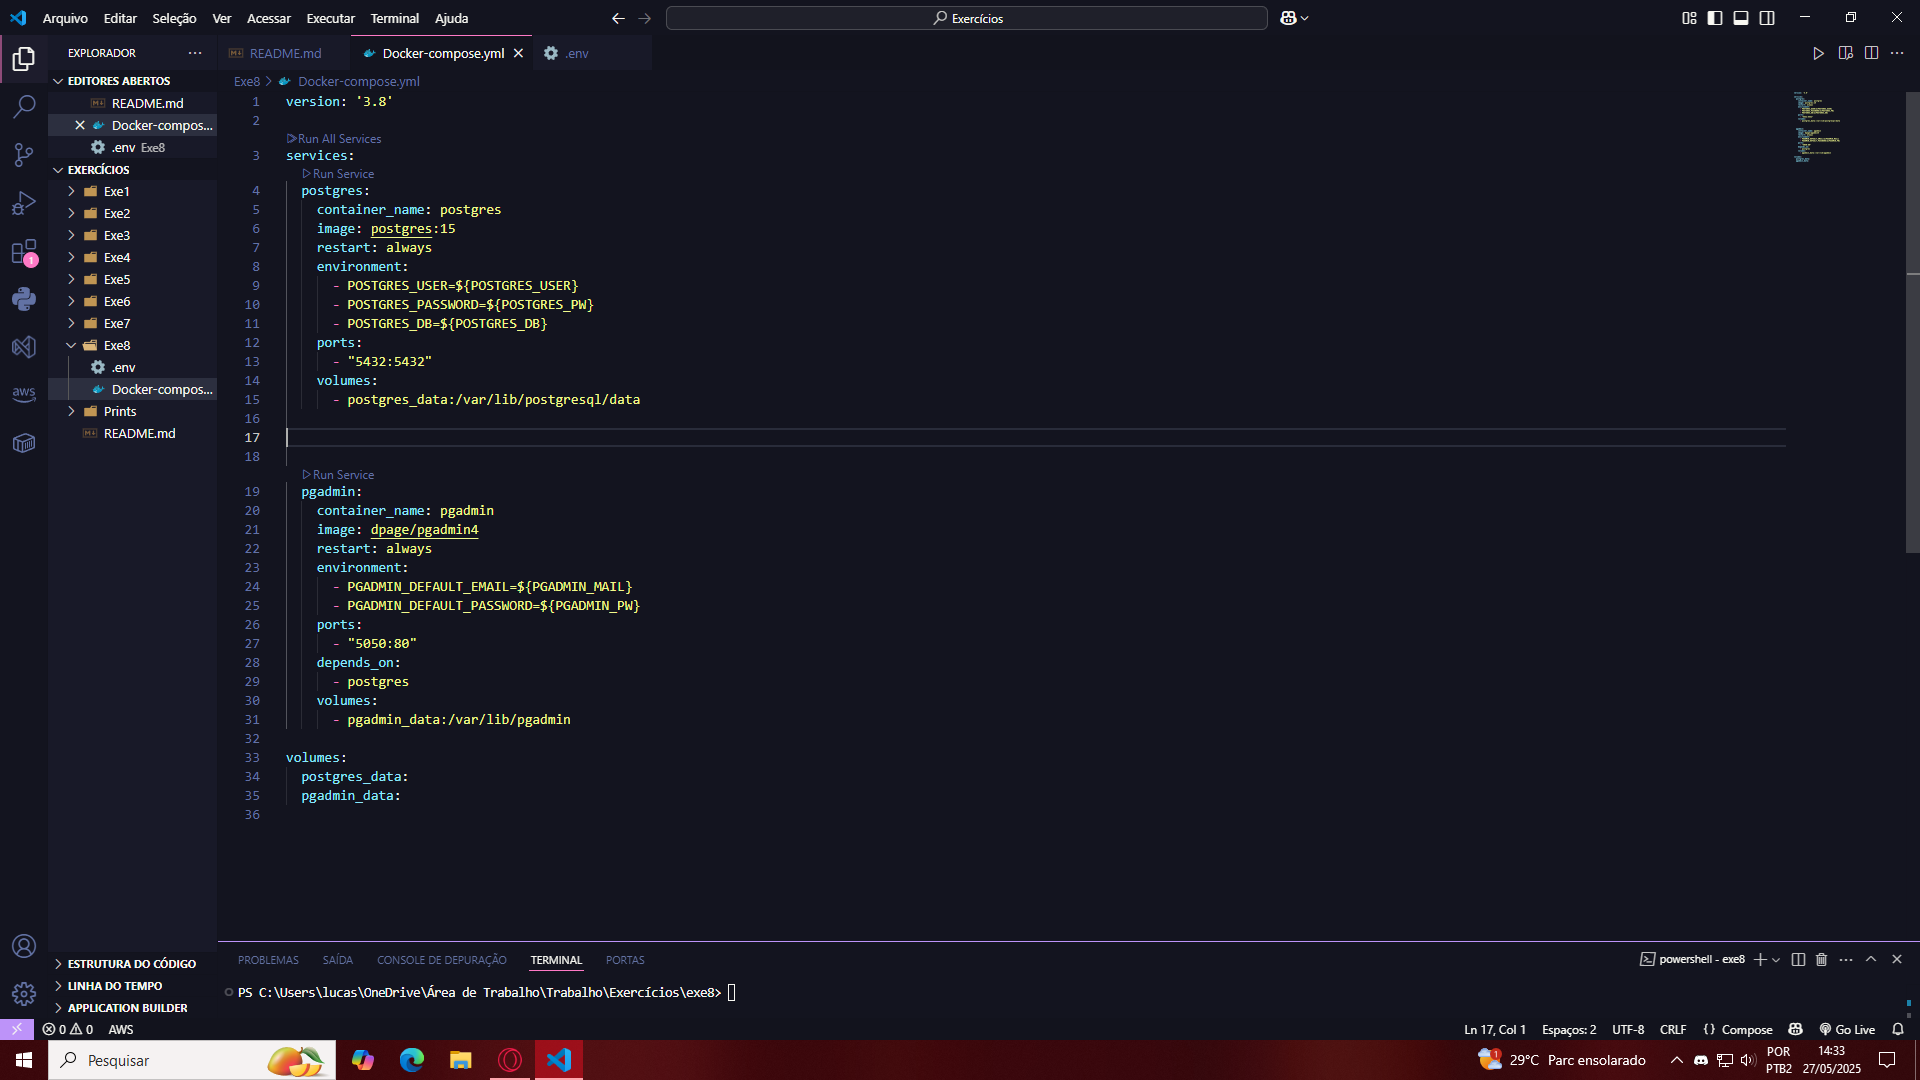 Arquivo Editar Seleção Ver Acessar Executar Terminal Ajuda
Exercícios
EXPLORADOR
README.md Docker-compose.yml .env
EDITORES ABERTOS
README.md
Docker-compos...
.env Exe8
EXERCÍCIOS
Exe1
Exe2
Exe3
Exe4
Exe5
Exe6
Exe7
Exe8
.env
Docker-compos...
Prints
README.md
ESTRUTURA DO CÓDIGO
LINHA DO TEMPO
APPLICATION BUILDER
aws
1
Exe8 > Docker-compose.yml
1 version: '3.8'
2
Run All Services
3 services:
Run Service
4 postgres:
5 container_name: postgres
6 image: postgres:15
7 restart: always
8 environment:
9 - POSTGRES_USER=${POSTGRES_USER}
10 - POSTGRES_PASSWORD=${POSTGRES_PW}
11 - POSTGRES_DB=${POSTGRES_DB}
12 ports:
13 - "5432:5432"
14 volumes:
15 - postgres_data:/var/lib/postgresql/data
16
17
18
Run Service
19 pgadmin:
20 container_name: pgadmin
21 image: dpage/pgadmin4
22 restart: always
23 environment:
24 - PGADMIN_DEFAULT_EMAIL=${PGADMIN_MAIL}
25 - PGADMIN_DEFAULT_PASSWORD=${PGADMIN_PW}
26 ports:
27 - "5050:80"
28 depends_on:
29 - postgres
30 volumes:
31 - pgadmin_data:/var/lib/pgadmin
32
33 volumes:
34 postgres_data:
35 pgadmin_data:
36
PROBLEMAS SAÍDA CONSOLE DE DEPURAÇÃO TERMINAL PORTAS
powershell - exe8
PS C:\Users\lucas\OneDrive\Área de Trabalho\Trabalho\Exercícios\exe8>
0 0 AWS
Ln 17, Col 1 Espaços: 2 UTF-8 CRLF {} Compose Go Live
Pesquisar
1 29°C Parc ensolarado
POR
PTB2
14:33
27/05/2025